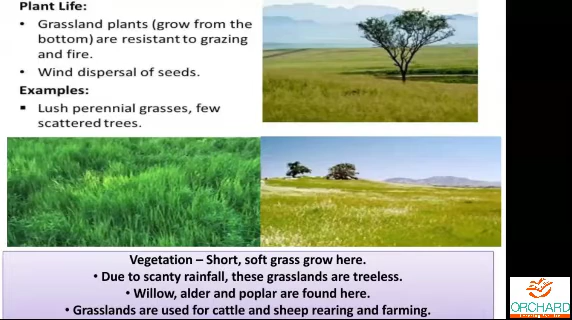 Plant Life:
• Grassland plants (grow from the
bottom) are resistant to grazing
and fire.
• Wind dispersal of seeds.
Examples:
▪ Lush perennial grasses, few
scattered trees.
Vegetation – Short, soft grass grow here.
• Due to scanty rainfall, these grasslands are treeless.
• Willow, alder and poplar are found here.
• Grasslands are used for cattle and sheep rearing and farming.
ORCHARD